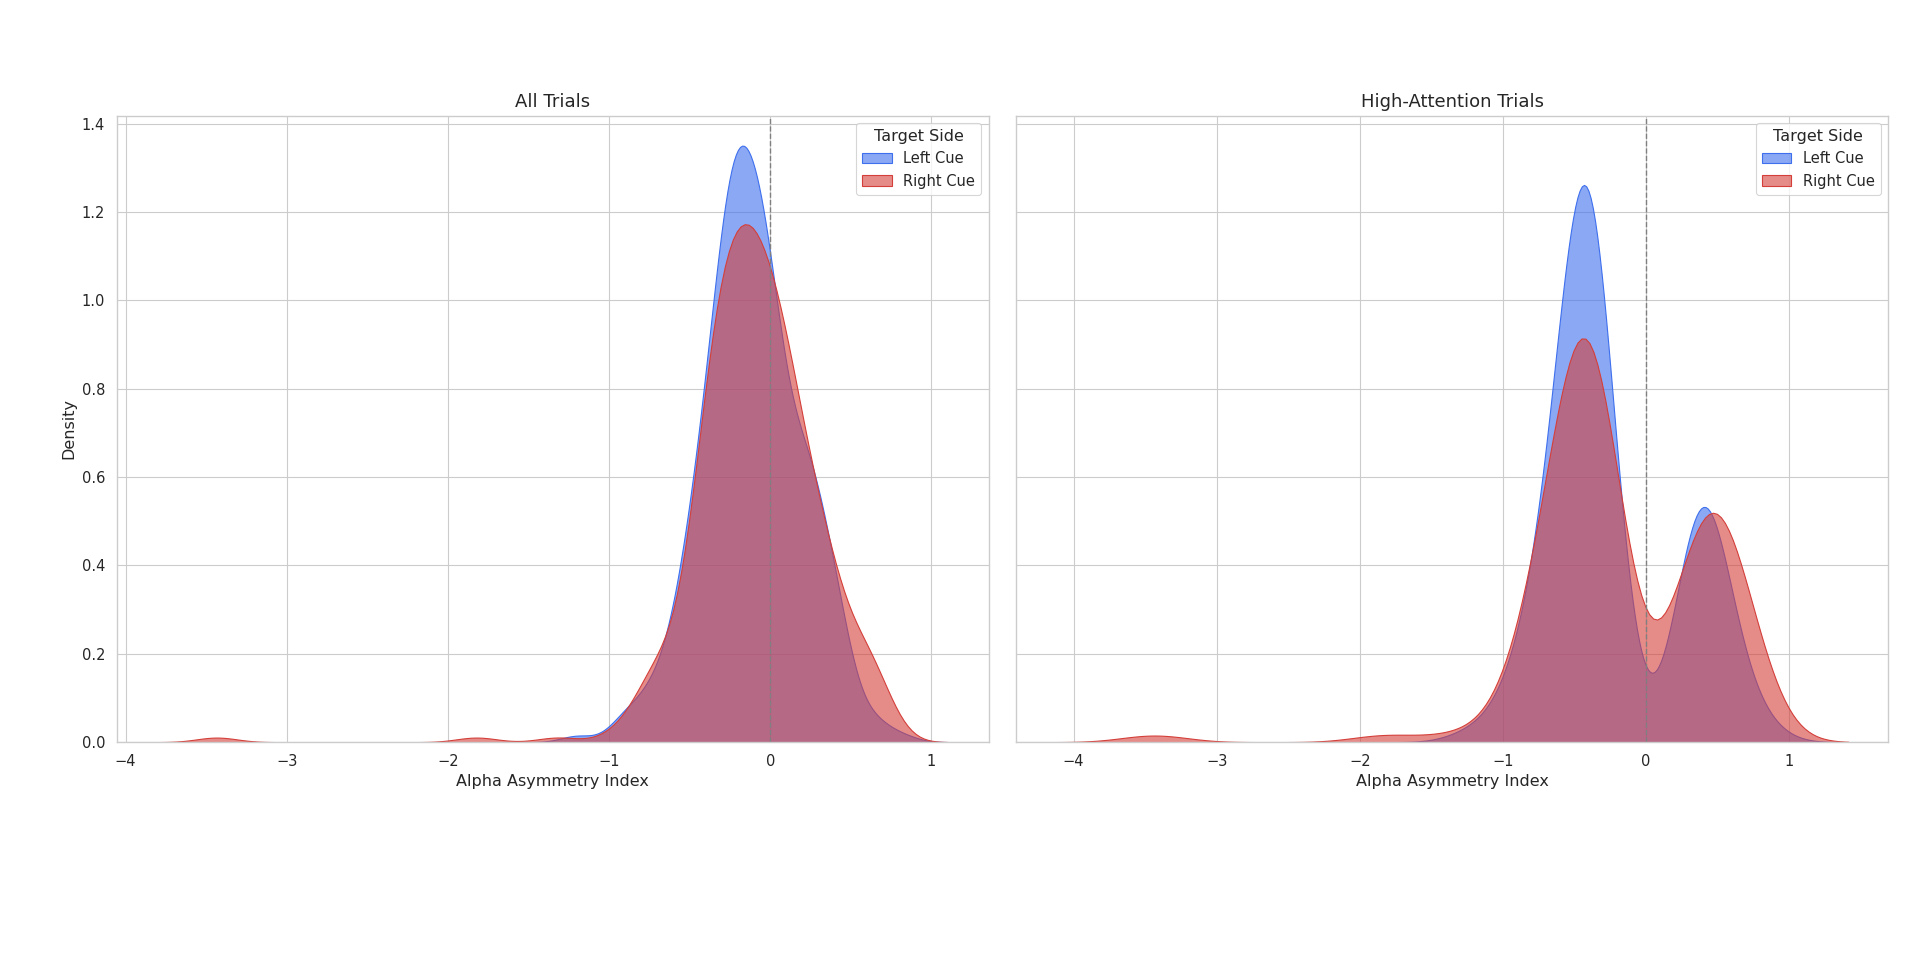 All Trials
High-Attention Trials
Target Side
Left Cue
Right Cue
Target Side
Left Cue
Right Cue
Density
1.4
1.2
1.0
0.8
0.6
0.4
0.2
0.0
−4
−3
−2
−1
0
1
−4
−3
−2
−1
0
1
Alpha Asymmetry Index
Alpha Asymmetry Index